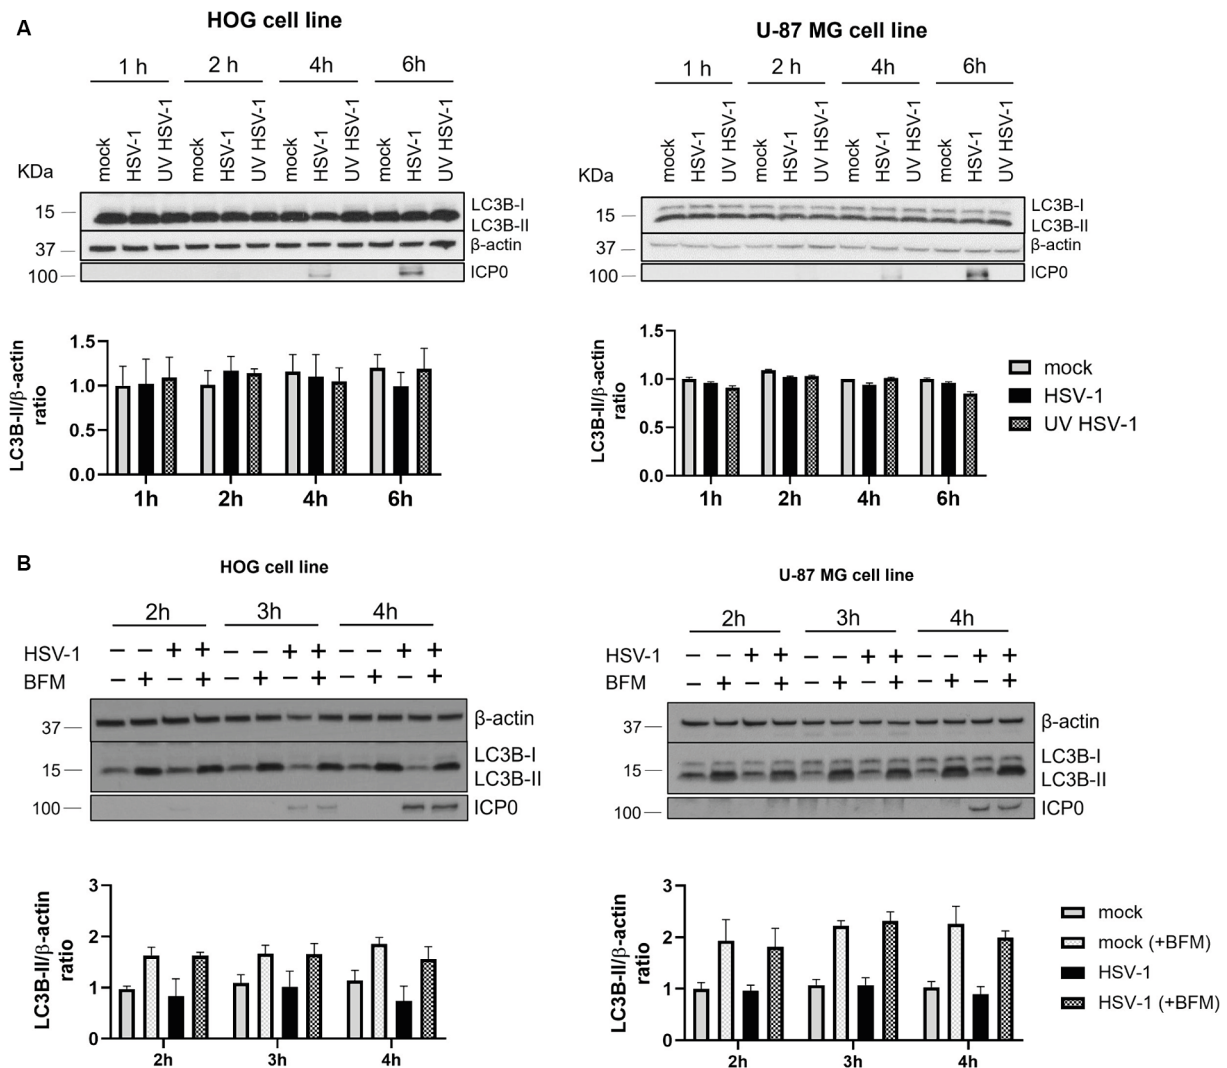 A
HOG cell line
1 h 2 h 4h 6h
mock HSV-1 UV HSV-1 mock HSV-1 UV HSV-1 mock HSV-1 UV HSV-1 mock HSV-1 UV HSV-1
KDa
15
LC3B-I
LC3B-II
37
β-actin
100
ICP0
U-87 MG cell line
1 h 2 h 4h 6h
mock HSV-1 UV HSV-1 mock HSV-1 UV HSV-1 mock HSV-1 UV HSV-1 mock HSV-1 UV HSV-1
KDa
15
LC3B-I
LC3B-II
37
β-actin
100
ICP0
LC3B-II/β-actin
ratio
1.5
1.0
0.5
0.0
1h 2h 4h 6h
LC3B-II/β-actin
ratio
1.5
1.0
0.5
0.0
1h 2h 4h 6h
mock
HSV-1
UV HSV-1
B
HOG cell line
2h 3h 4h
HSV-1 − − + + − − + + − − + +
BFM − + − + − + − + − + − +
37
β-actin
15
LC3B-I
LC3B-II
100
ICP0
U-87 MG cell line
2h 3h 4h
HSV-1 − − + + − − + + − − + +
BFM − + − + − + − + − + − +
37
β-actin
15
LC3B-I
LC3B-II
100
ICP0
LC3B-II/β-actin
ratio
3
2
1
0
2h 3h 4h
LC3B-II/β-actin
ratio
3
2
1
0
2h 3h 4h
mock
mock (+BFM)
HSV-1
HSV-1 (+BFM)